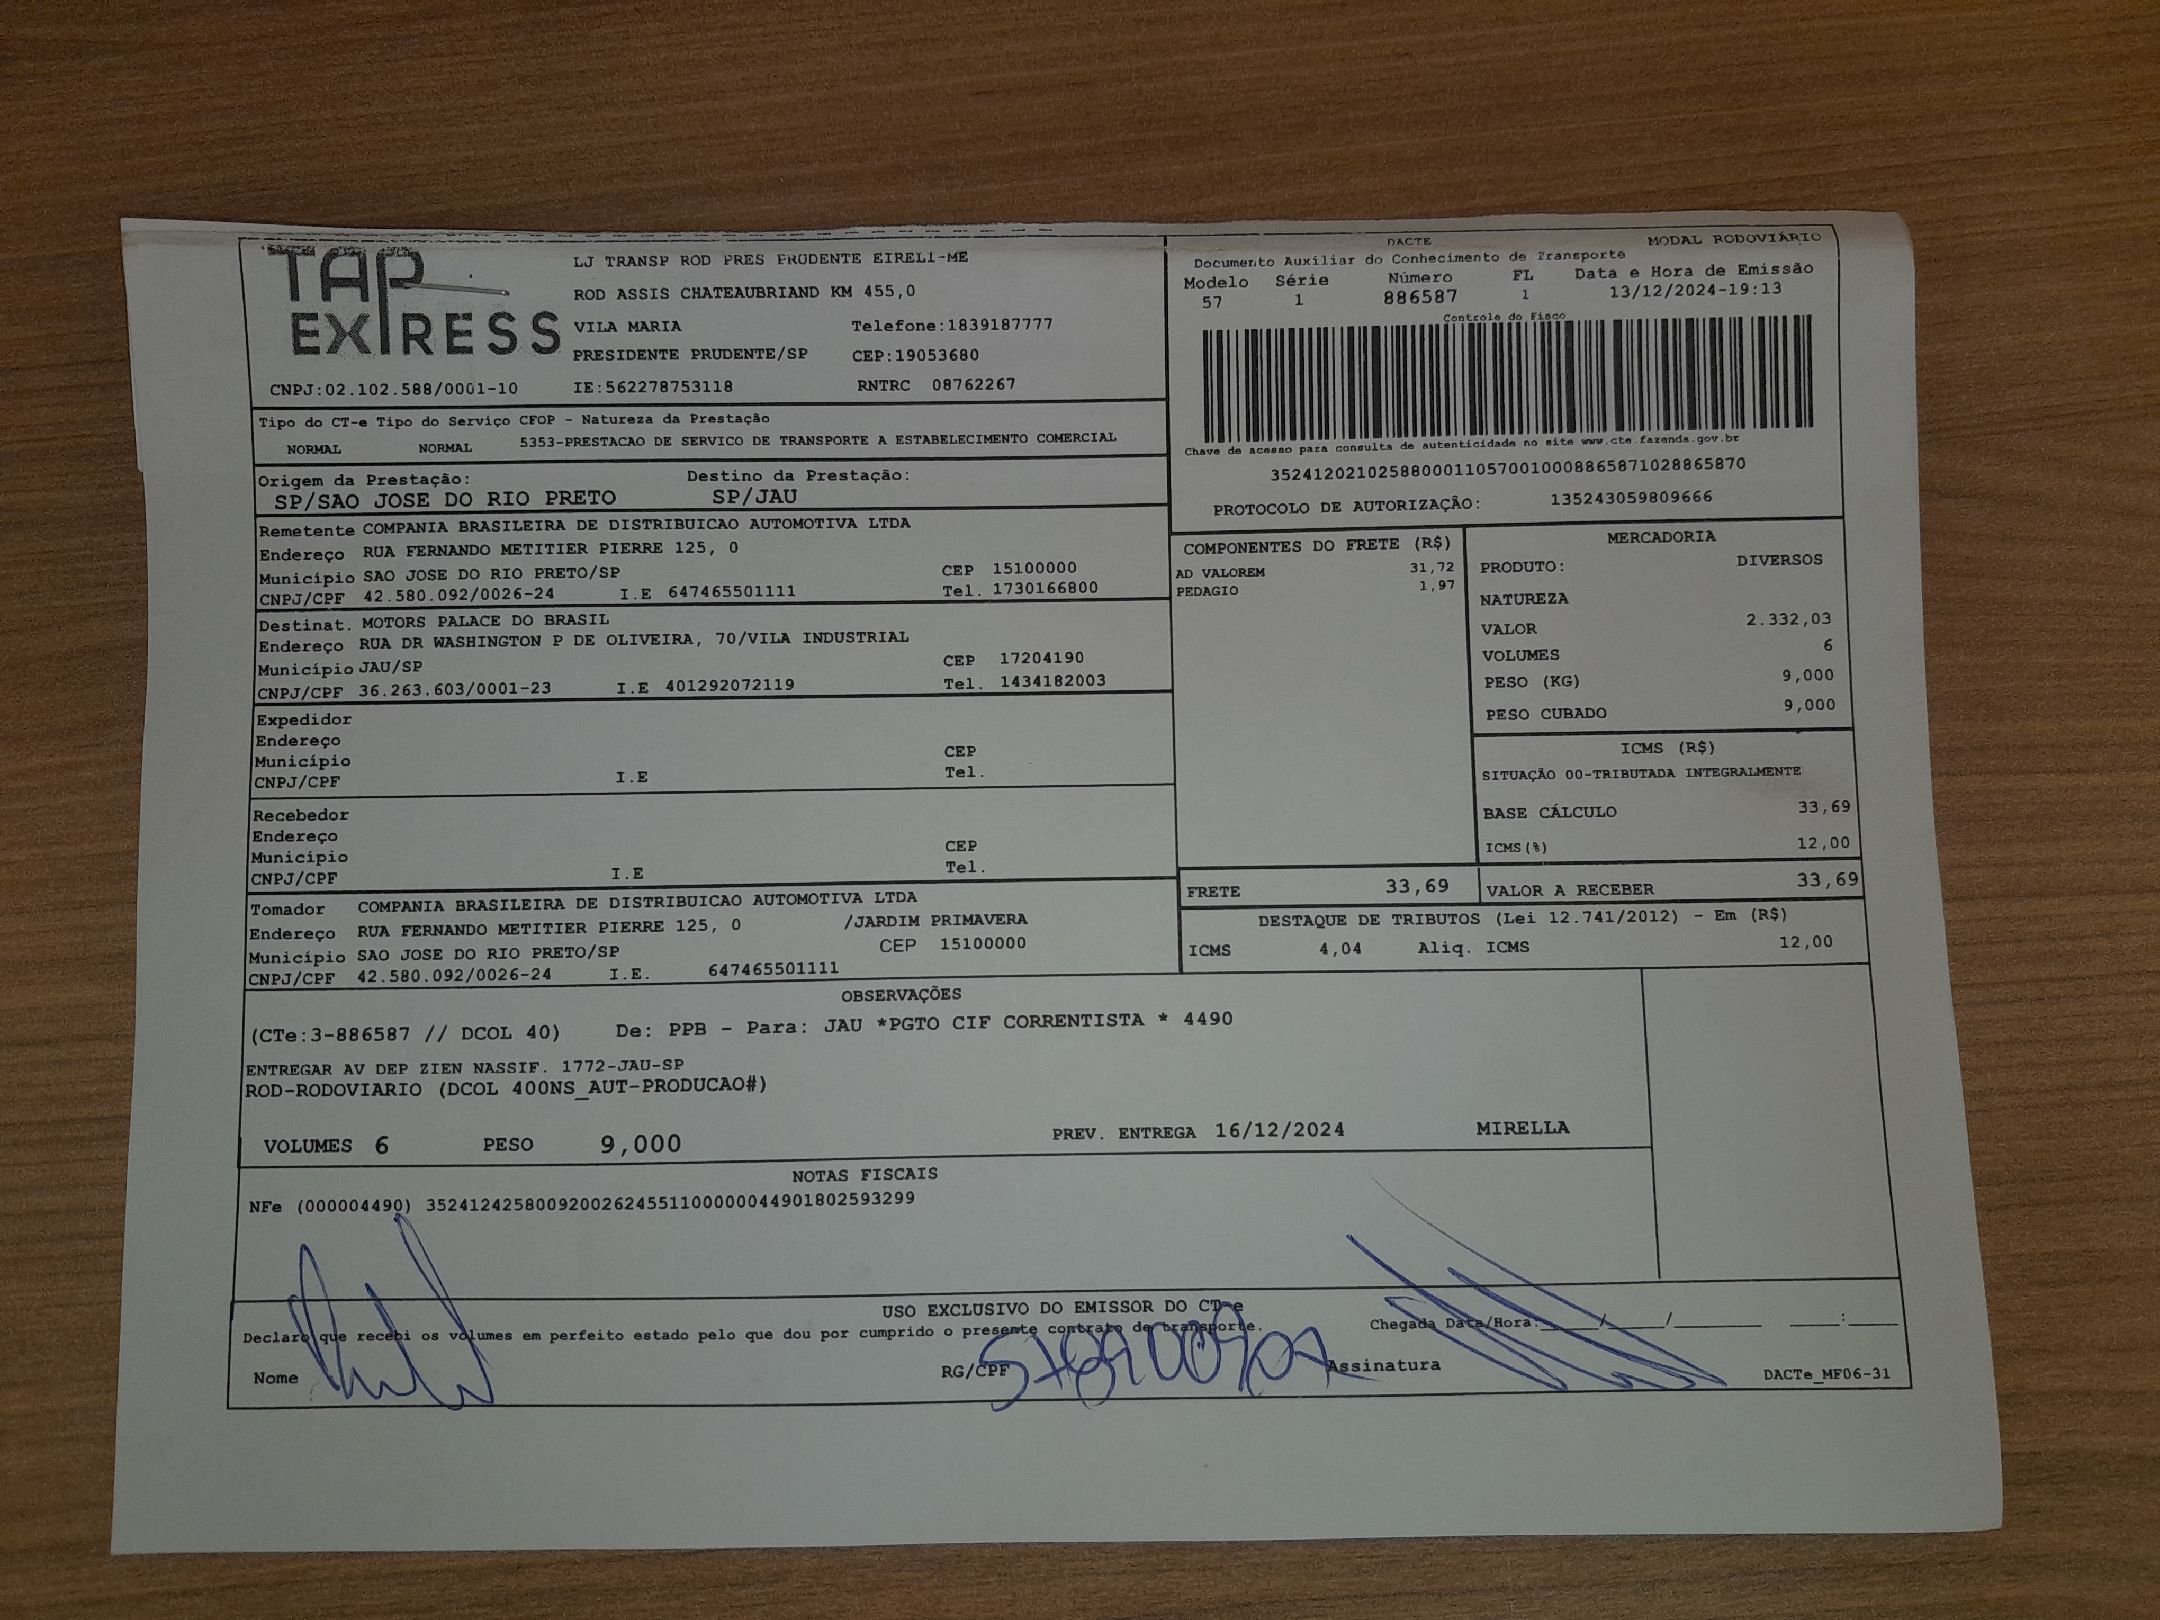 TAP EXPRESS
LJ TRANSP ROD PRES PRUDENTE EIRELI-ME
ROD ASSIS CHATEAUBRIAND KM 455,0
VILA MARIA Telefone:1839187777
PRESIDENTE PRUDENTE/SP CEP:19053680
CNPJ:02.102.588/0001-10 IE:562278753118 RNTRC 08762267
DACTE MODAL RODOVIÁRIO
Documento Auxiliar do Conhecimento de Transporte
Modelo Série Número FL Data e Hora de Emissão
57 1 886587 1 13/12/2024-19:13
Controle do Fisco
Chave de acesso para consulta de autenticidade no site www.cte.fazenda.gov.br
35241202102588000110570010008865871028865870
PROTOCOLO DE AUTORIZAÇÃO: 135243059809666
Tipo do CT-e Tipo do Serviço CFOP - Natureza da Prestação
NORMAL NORMAL 5353-PRESTACAO DE SERVICO DE TRANSPORTE A ESTABELECIMENTO COMERCIAL
Origem da Prestação: Destino da Prestação:
SP/SAO JOSE DO RIO PRETO SP/JAU
Remetente COMPANIA BRASILEIRA DE DISTRIBUICAO AUTOMOTIVA LTDA
Endereço RUA FERNANDO METITIER PIERRE 125, 0
Município SAO JOSE DO RIO PRETO/SP CEP 15100000
CNPJ/CPF 42.580.092/0026-24 I.E 647465501111 Tel. 1730166800
Destinat. MOTORS PALACE DO BRASIL
Endereço RUA DR WASHINGTON P DE OLIVEIRA, 70/VILA INDUSTRIAL
Município JAU/SP CEP 17204190
CNPJ/CPF 36.263.603/0001-23 I.E 401292072119 Tel. 1434182003
Expedidor
Endereço
Município CEP
CNPJ/CPF I.E Tel.
Recebedor
Endereço
Município CEP
CNPJ/CPF I.E Tel.
Tomador COMPANIA BRASILEIRA DE DISTRIBUICAO AUTOMOTIVA LTDA
Endereço RUA FERNANDO METITIER PIERRE 125, 0 /JARDIM PRIMAVERA
Município SAO JOSE DO RIO PRETO/SP CEP 15100000
CNPJ/CPF 42.580.092/0026-24 I.E. 647465501111
COMPONENTES DO FRETE (R$)
AD VALOREM 31,72
PEDAGIO 1,97
MERCADORIA
PRODUTO: DIVERSOS
NATUREZA
VALOR 2.332,03
VOLUMES 6
PESO (KG) 9,000
PESO CUBADO 9,000
ICMS (R$)
SITUAÇÃO 00-TRIBUTADA INTEGRALMENTE
BASE CÁLCULO 33,69
ICMS(%) 12,00
FRETE 33,69 VALOR A RECEBER 33,69
DESTAQUE DE TRIBUTOS (Lei 12.741/2012) - Em (R$)
ICMS 4,04 Aliq. ICMS 12,00
OBSERVAÇÕES
(CTe:3-886587 // DCOL 40) De: PPB - Para: JAU *PGTO CIF CORRENTISTA * 4490
ENTREGAR AV DEP ZIEN NASSIF. 1772-JAU-SP
ROD-RODOVIARIO (DCOL 400NS_AUT-PRODUCAO#)
VOLUMES 6 PESO 9,000 PREV. ENTREGA 16/12/2024 MIRELLA
NOTAS FISCAIS
NFe (000004490) 35241242580092002624551100000044901802593299
USO EXCLUSIVO DO EMISSOR DO CT-e
Declaro que recebi os volumes em perfeito estado pelo que dou por cumprido o presente contrato de transporte. Chegada Data/Hora:____/____/______ ___:___
Nome RG/CPF Assinatura DACTe_MF06-31